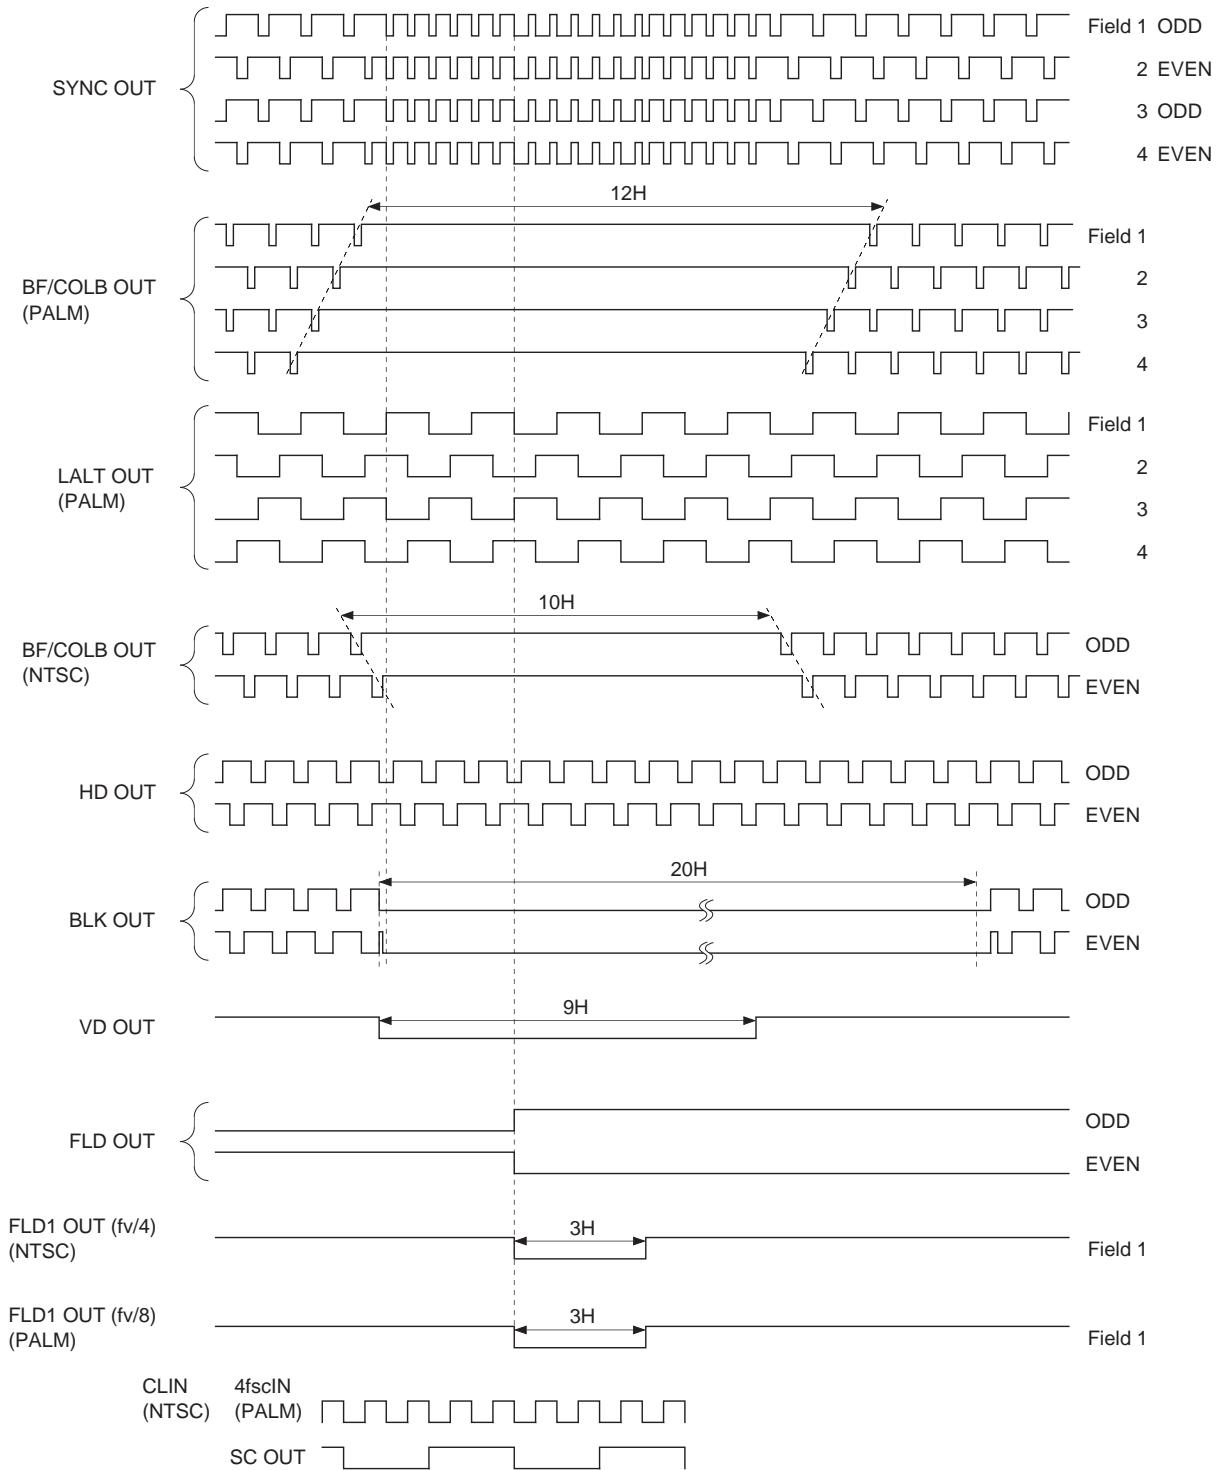 Field 1 ODD
2 EVEN
SYNC OUT
3 ODD
4 EVEN
12H
Field 1
2
BF/COLB OUT
(PALM)
3
4
Field 1
2
LALT OUT
(PALM)
3
4
10H
BF/COLB OUT
(NTSC)
ODD
EVEN
HD OUT
ODD
EVEN
20H
BLK OUT
ODD
EVEN
9H
VD OUT
FLD OUT
ODD
EVEN
FLD1 OUT (fv/4)
(NTSC)
3H
Field 1
FLD1 OUT (fv/8)
(PALM)
3H
Field 1
CLIN 4fscIN
(NTSC) (PALM)
SC OUT